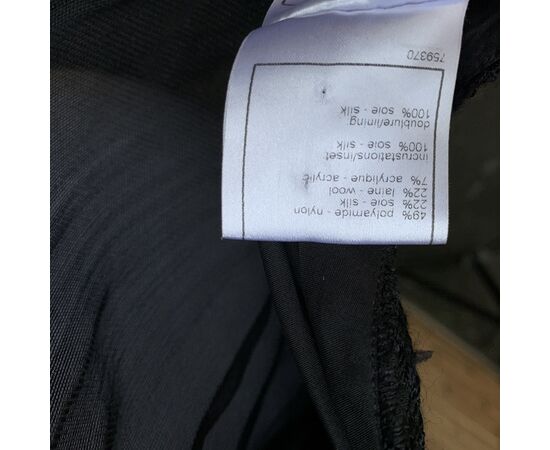 49% polyamide - nylon
22% soie - silk
22% laine - wool
7% acrylique - acrylic
incrustations/inset
100% soie - silk
doublure/lining
100% soie - silk
759370